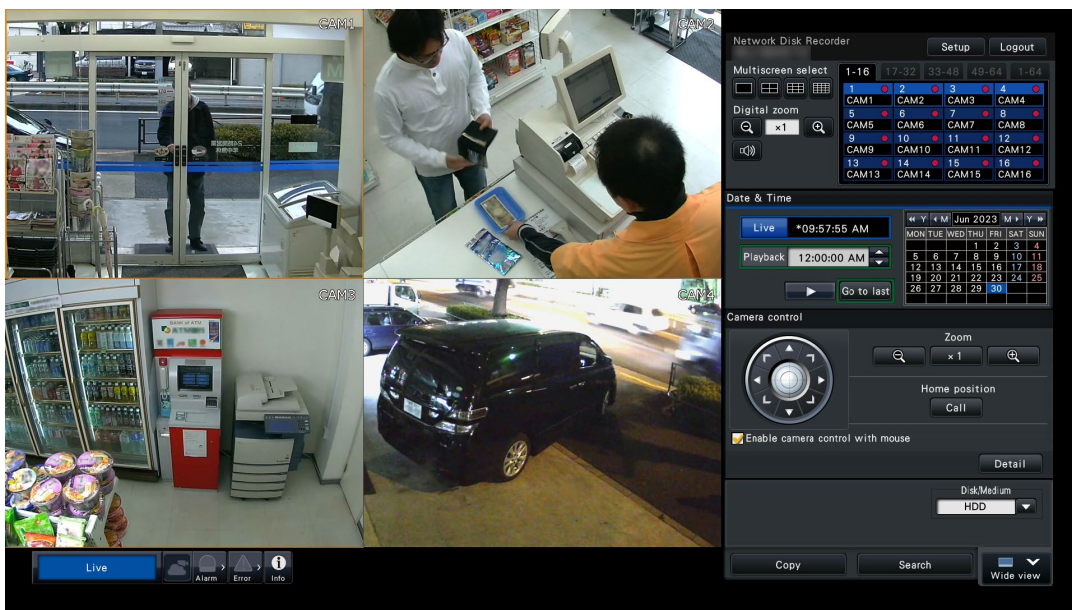 CAM1
CAM2
CAM3
BANK of ATM
CAM4
Live
Alarm
Error
Info
Network Disk Recorder
Setup
Logout
Multiscreen select
1-16 17-32 33-48 49-64 1-64
1 2 3 4
CAM1 CAM2 CAM3 CAM4
5 6 7 8
CAM5 CAM6 CAM7 CAM8
9 10 11 12
CAM9 CAM10 CAM11 CAM12
13 14 15 16
CAM13 CAM14 CAM15 CAM16
Digital zoom
×1
Date & Time
Live *09:57:55 AM
Playback 12:00:00 AM
Go to last
Y M Jun 2023 M Y
MON TUE WED THU FRI SAT SUN
1 2 3 4
5 6 7 8 9 10 11
12 13 14 15 16 17 18
19 20 21 22 23 24 25
26 27 28 29 30
Camera control
Zoom
×1
Home position
Call
Enable camera control with mouse
Detail
Disk/Medium
HDD
Copy
Search
Wide view